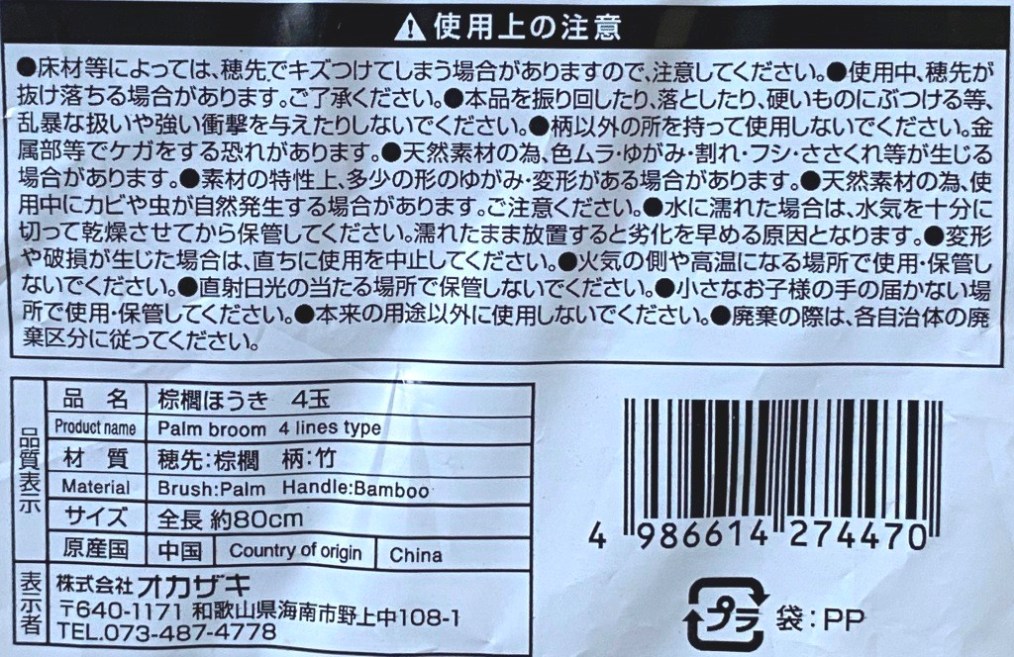 使用上の注意
●床材等によっては、穂先でキズつけてしまう場合がありますので、注意してください。●使用中、穂先が
抜け落ちる場合があります。ご了承ください。●本品を振り回したり、落としたり、硬いものにぶつける等、
乱暴な扱いや強い衝撃を与えたりしないでください。●柄以外の所を持って使用しないでください。金
属部等でケガをする恐れがあります。●天然素材の為、色ムラ・ゆがみ・割れ・フシ・ささくれ等が生じる
場合があります。●素材の特性上、多少の形のゆがみ・変形がある場合があります。●天然素材の為、使
用中にカビや虫が自然発生する場合があります。ご注意ください。●水に濡れた場合は、水気を十分に
切って乾燥させてから保管してください。濡れたまま放置すると劣化を早める原因となります。●変形
や破損が生じた場合は、直ちに使用を中止してください。●火気の側や高温になる場所で使用・保管し
ないでください。●直射日光の当たる場所で保管しないでください。●小さなお子様の手の届かない場
所で使用・保管してください。●本来の用途以外に使用しないでください。●廃棄の際は、各自治体の廃
棄区分に従ってください。
品質表示
品 名 棕櫚ほうき 4玉
Product name Palm broom 4 lines type
材 質 穂先:棕櫚 柄:竹
Material Brush:Palm Handle:Bamboo
サイズ 全長 約80cm
原産国 中国 Country of origin China
表示者
株式会社オカザキ
〒640-1171 和歌山県海南市野上中108-1
TEL.073-487-4778
4 986614 274470
プラ 袋:PP